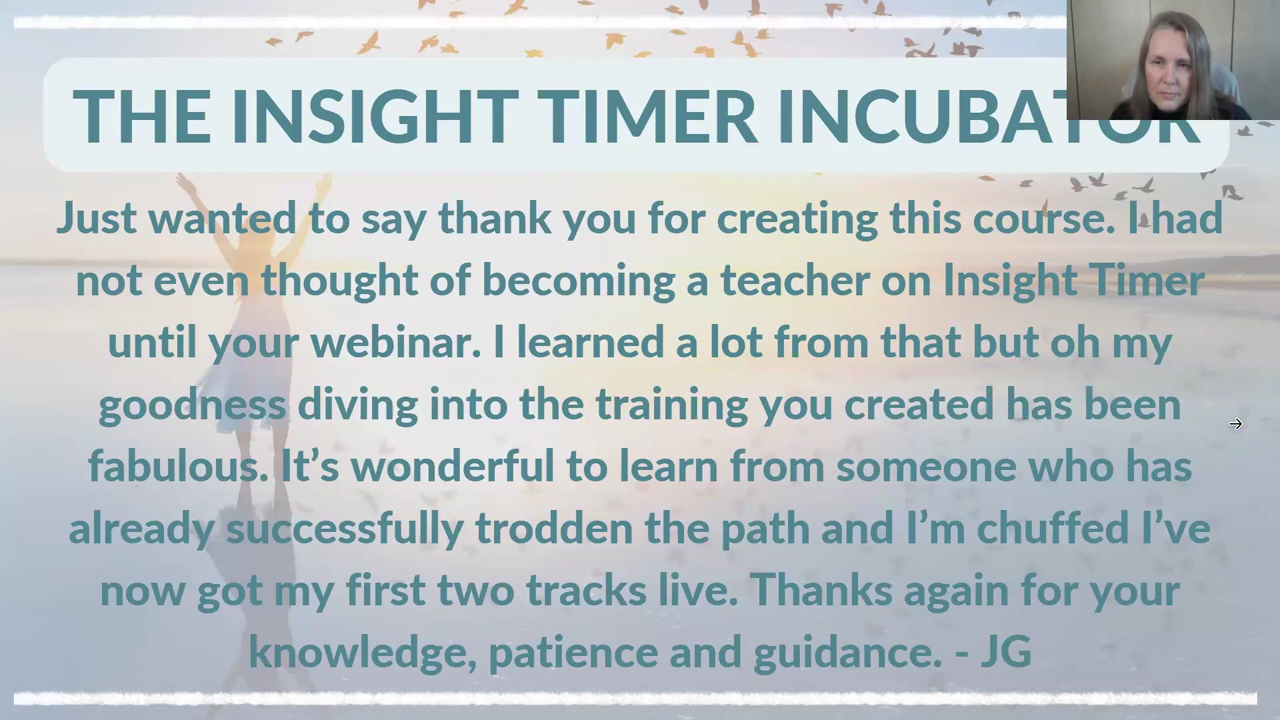 THE INSIGHT TIMER INCUBATOR
Just wanted to say thank you for creating this course. I had
not even thought of becoming a teacher on Insight Timer
until your webinar. I learned a lot from that but oh my
goodness diving into the training you created has been
fabulous. It’s wonderful to learn from someone who has
already successfully trodden the path and I’m chuffed I’ve
now got my first two tracks live. Thanks again for your
knowledge, patience and guidance. - JG